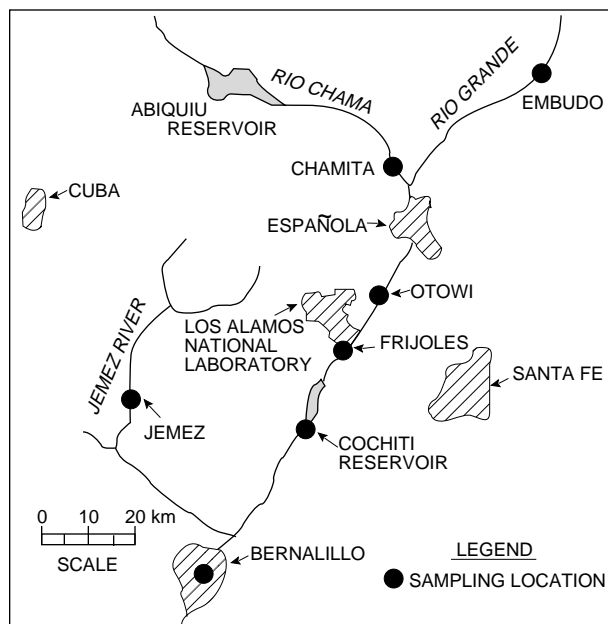 RIO CHAMA
RIO GRANDE
ABIQUIU
RESERVOIR
EMBUDO
CHAMITA
CUBA
ESPAÑOLA
OTOWI
LOS ALAMOS
NATIONAL
LABORATORY
FRIJOLES
JEMEZ RIVER
SANTA FE
JEMEZ
COCHITI
RESERVOIR
0 10 20 km
SCALE
BERNALILLO
LEGEND
SAMPLING LOCATION